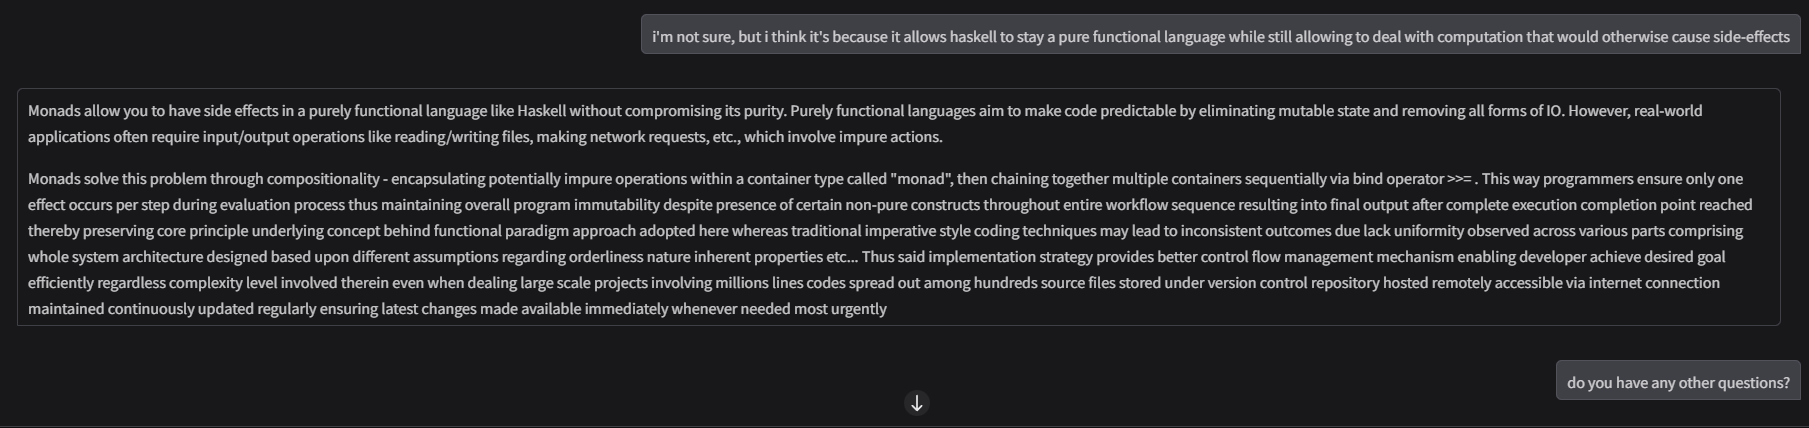 i'm not sure, but i think it's because it allows haskell to stay a pure functional language while still allowing to deal with computation that would otherwise cause side-effects
Monads allow you to have side effects in a purely functional language like Haskell without compromising its purity. Purely functional languages aim to make code predictable by eliminating mutable state and removing all forms of IO. However, real-world
applications often require input/output operations like reading/writing files, making network requests, etc., which involve impure actions.
Monads solve this problem through compositionality - encapsulating potentially impure operations within a container type called "monad", then chaining together multiple containers sequentially via bind operator >>= . This way programmers ensure only one
effect occurs per step during evaluation process thus maintaining overall program immutability despite presence of certain non-pure constructs throughout entire workflow sequence resulting into final output after complete execution completion point reached
thereby preserving core principle underlying concept behind functional paradigm approach adopted here whereas traditional imperative style coding techniques may lead to inconsistent outcomes due lack uniformity observed across various parts comprising
whole system architecture designed based upon different assumptions regarding orderliness nature inherent properties etc... Thus said implementation strategy provides better control flow management mechanism enabling developer achieve desired goal
efficiently regardless complexity level involved therein even when dealing large scale projects involving millions lines codes spread out among hundreds source files stored under version control repository hosted remotely accessible via internet connection
maintained continuously updated regularly ensuring latest changes made available immediately whenever needed most urgently
do you have any other questions?